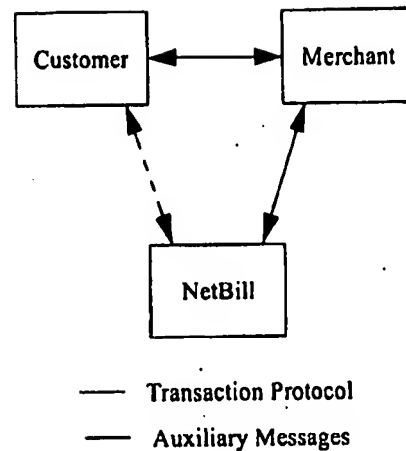 Customer
Merchant
NetBill
Transaction Protocol
Auxiliary Messages